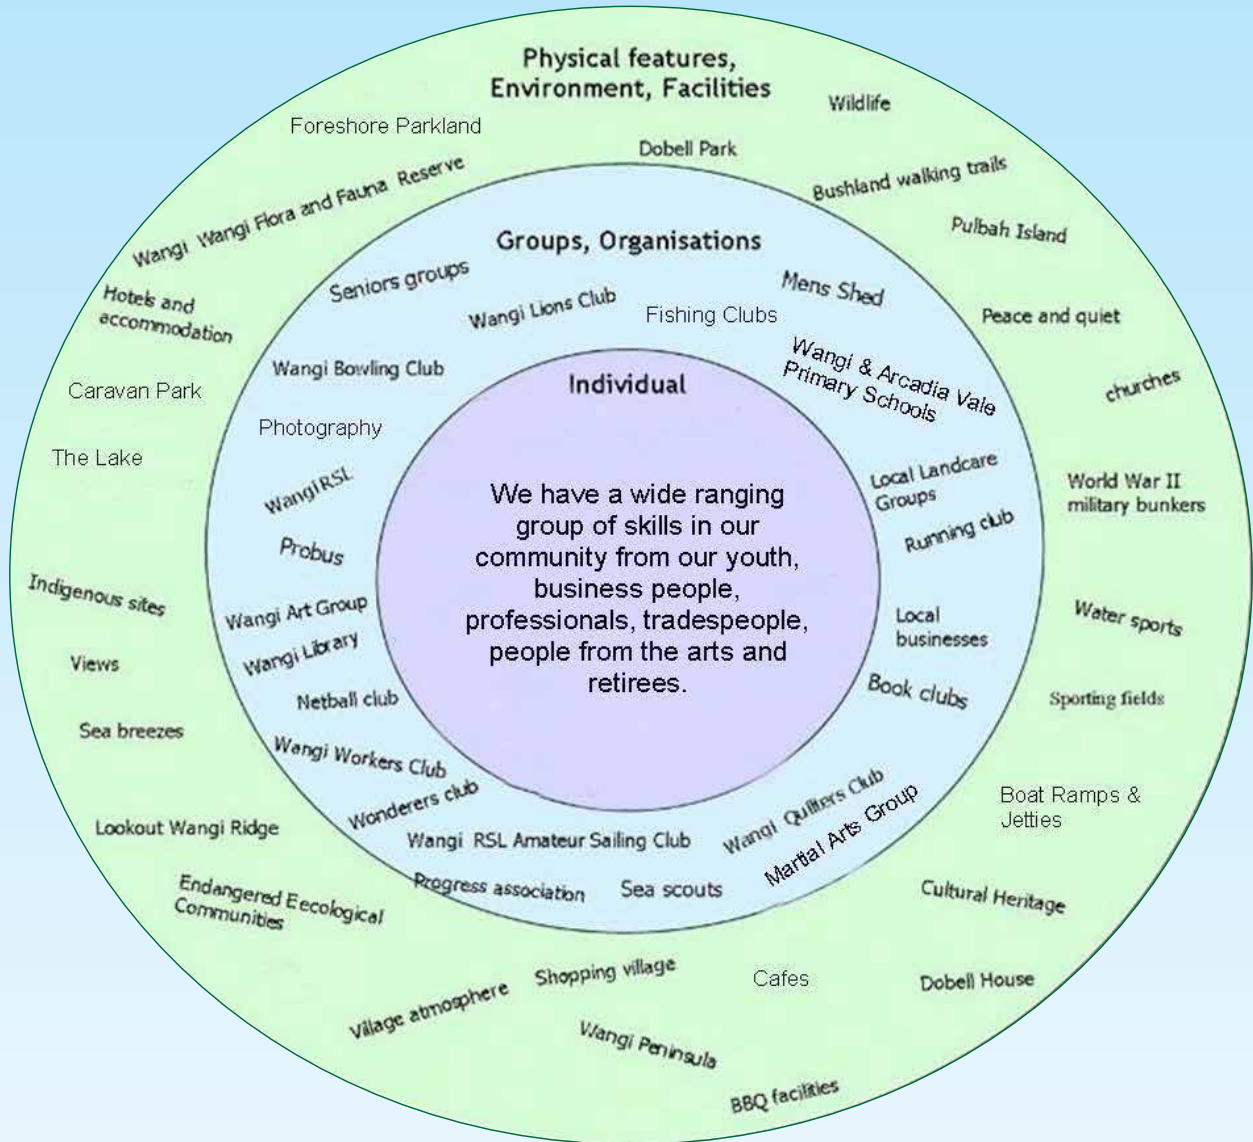 Physical features,
Environment, Facilities
Wildlife
Foreshore Parkland
Dobell Park
Bushland walking trails
Wangi Wangi Flora and Fauna Reserve
Pulbah Island
Hotels and
accommodation
Peace and quiet
churches
Caravan Park
The Lake
World War II
military bunkers
Indigenous sites
Water sports
Views
Sporting fields
Sea breezes
Boat Ramps &
Jetties
Lookout Wangi Ridge
Endangered Eecological
Communities
Cultural Heritage
Shopping village
Cafes
Dobell House
Village atmosphere
Wangi Peninsula
BBQ facilities
Groups, Organisations
Seniors groups
Mens Shed
Wangi Lions Club
Fishing Clubs
Wangi Bowling Club
Wangi & Arcadia Vale
Primary Schools
Photography
Wangi RSL
Local Landcare
Groups
Running club
Probus
Wangi Art Group
Local
businesses
Wangi Library
Netball club
Book clubs
Wangi Workers Club
Wonderers club
Wangi Quilters Club
Wangi RSL Amateur Sailing Club
Martial Arts Group
Progress association
Sea scouts
Individual
We have a wide ranging
group of skills in our
community from our youth,
business people,
professionals, tradespeople,
people from the arts and
retirees.